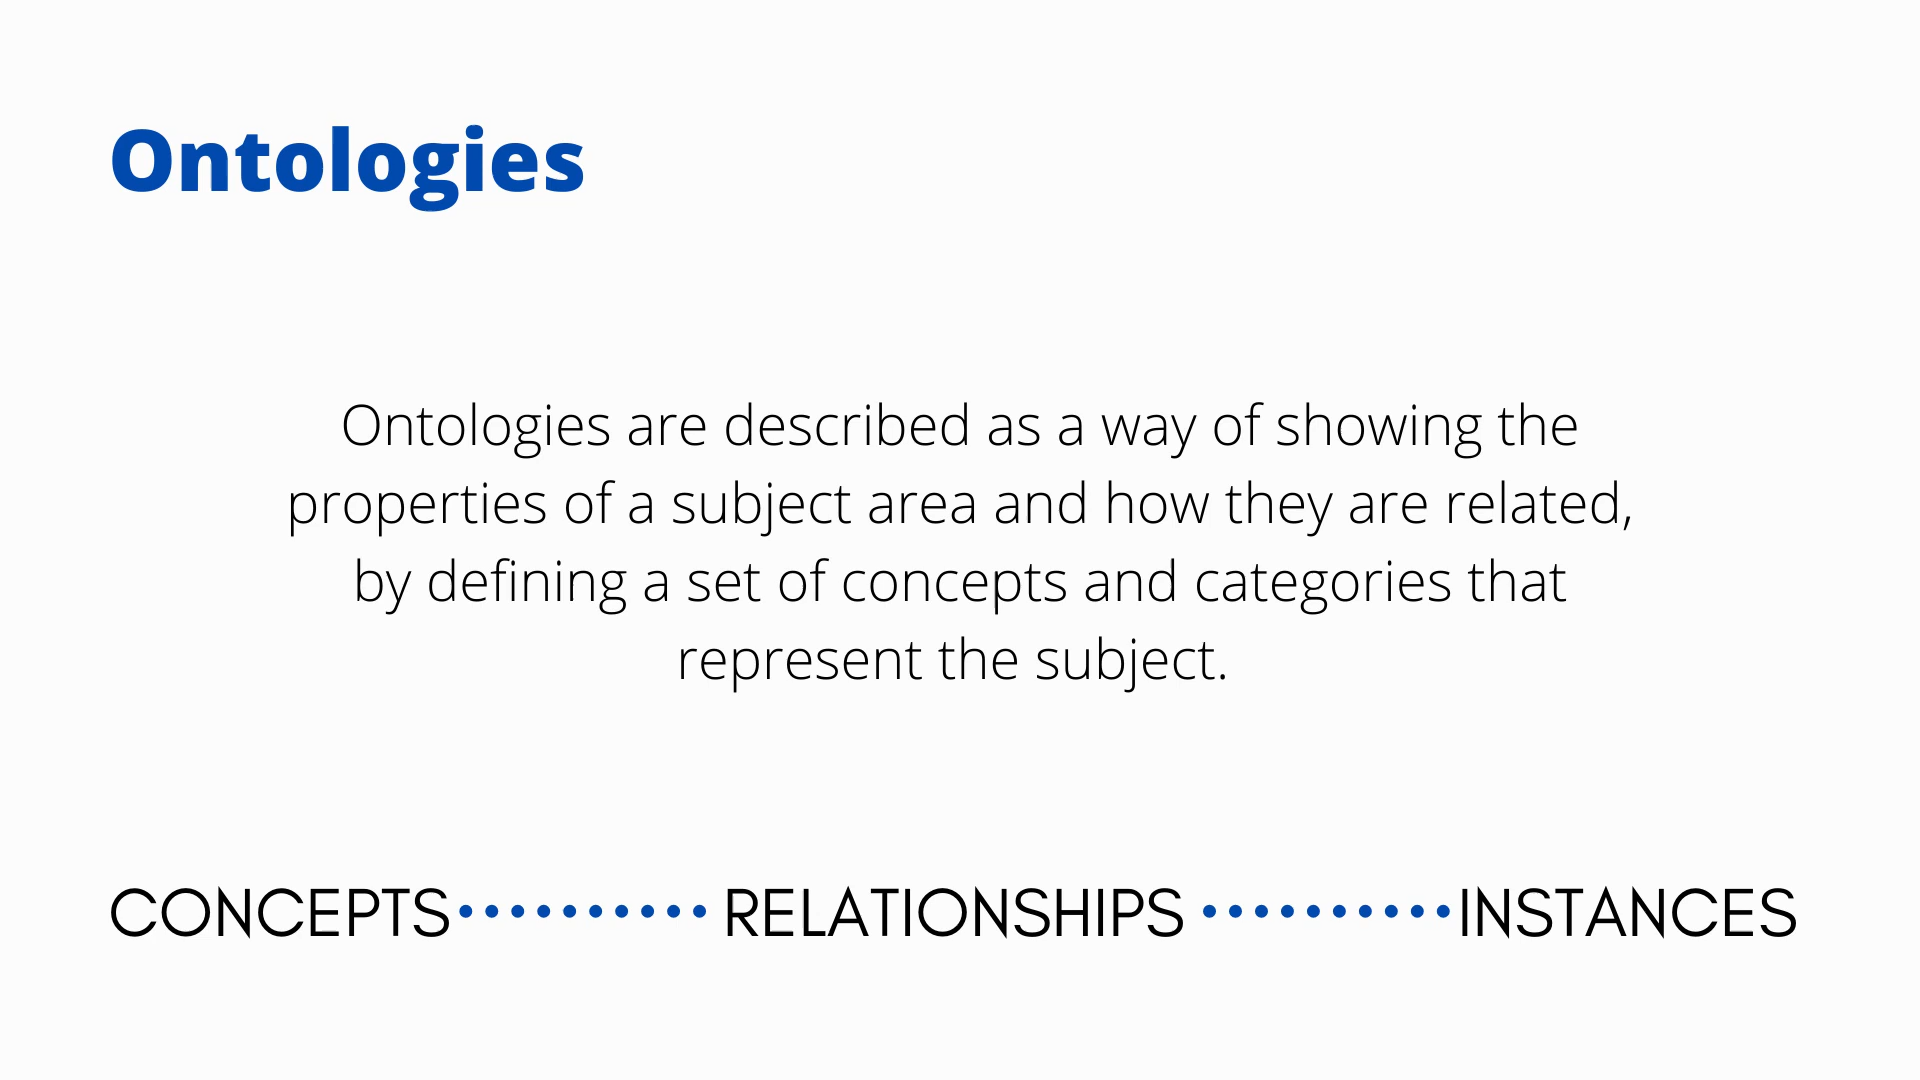 Ontologies
Ontologies are described as a way of showing the
properties of a subject area and how they are related,
by defining a set of concepts and categories that
represent the subject.
CONCEPTS RELATIONSHIPS INSTANCES